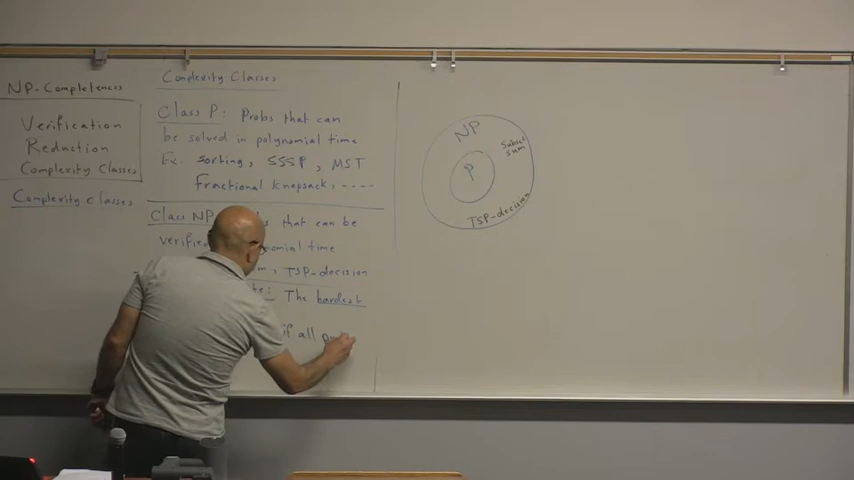 NP-Completeness
Verification
Reduction
Complexity Classes
Complexity classes
Complexity Classes
Class P: Probs that can
be solved in polynomial time
Ex. sorting, SSSP, MST
Fractional knapsack, ----
Class NP that can be
time
TSP-decision
The hardest
if all
NP
P
Subset
sum
TSP-decision